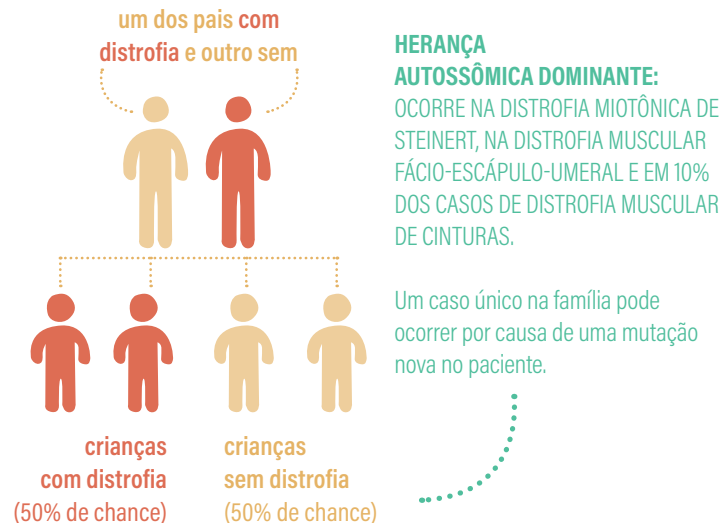 um dos pais com
distrofia e outro sem
HERANÇA
AUTOSSÔMICA DOMINANTE:
OCORRE NA DISTROFIA MIOTÔNICA DE
STEINERT, NA DISTROFIA MUSCULAR
FÁCIO-ESCÁPULO-UMERAL E EM 10%
DOS CASOS DE DISTROFIA MUSCULAR
DE CINTURAS.
Um caso único na família pode
ocorrer por causa de uma mutação
nova no paciente.
crianças
com distrofia
(50% de chance)
crianças
sem distrofia
(50% de chance)